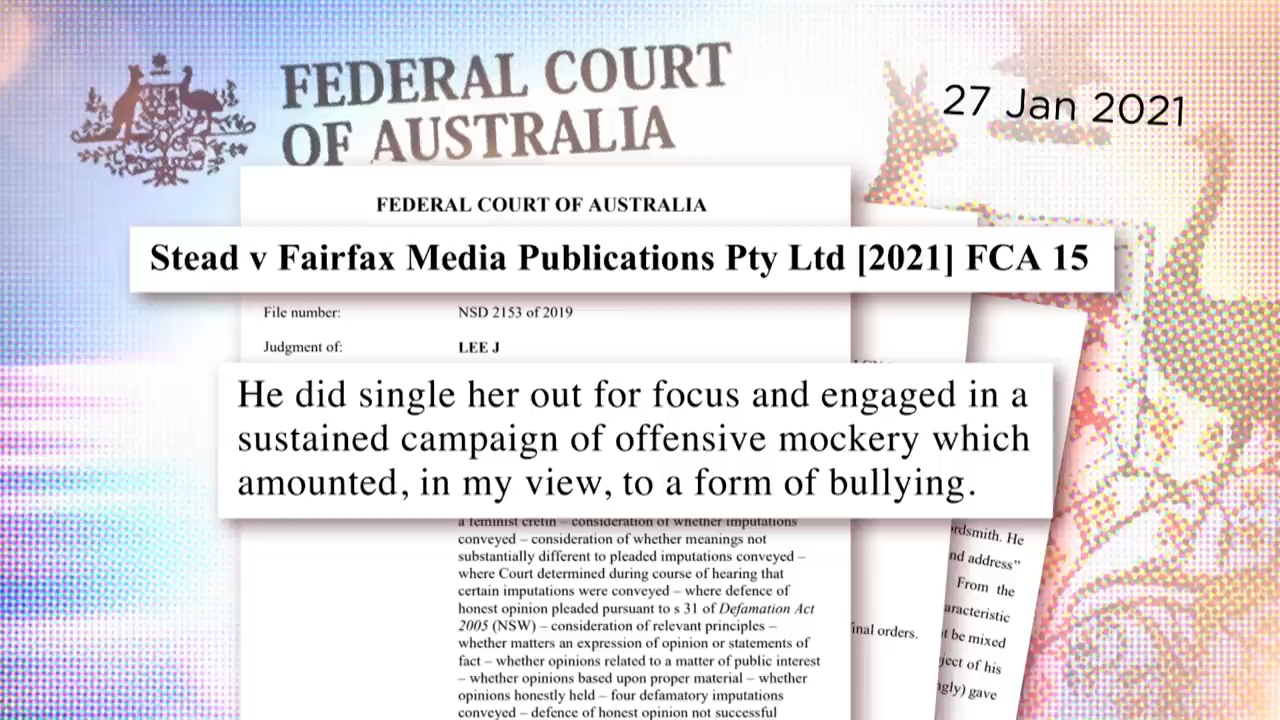 FEDERAL COURT
OF AUSTRALIA
27 Jan 2021
FEDERAL COURT OF AUSTRALIA
Stead v Fairfax Media Publications Pty Ltd [2021] FCA 15
File number:
NSD 2153 of 2019
Judgment of:
LEE J
He did single her out for focus and engaged in a
sustained campaign of offensive mockery which
amounted, in my view, to a form of bullying.
a feminist cretin – consideration of whether imputations
conveyed – consideration of whether meanings not
substantially different to pleaded imputations conveyed –
where Court determined during course of hearing that
certain imputations were conveyed – where defence of
honest opinion pleaded pursuant to s 31 of Defamation Act
2005 (NSW) – consideration of relevant principles –
whether matters an expression of opinion or statements of
fact – whether opinions related to a matter of public interest
– whether opinions based upon proper material – whether
opinions honestly held – four defamatory imputations
conveyed – defence of honest opinion not successful
inal orders.
rdsmith. He
nd address”
From the
aracteristic
t be mixed
ject of his
gly) gave